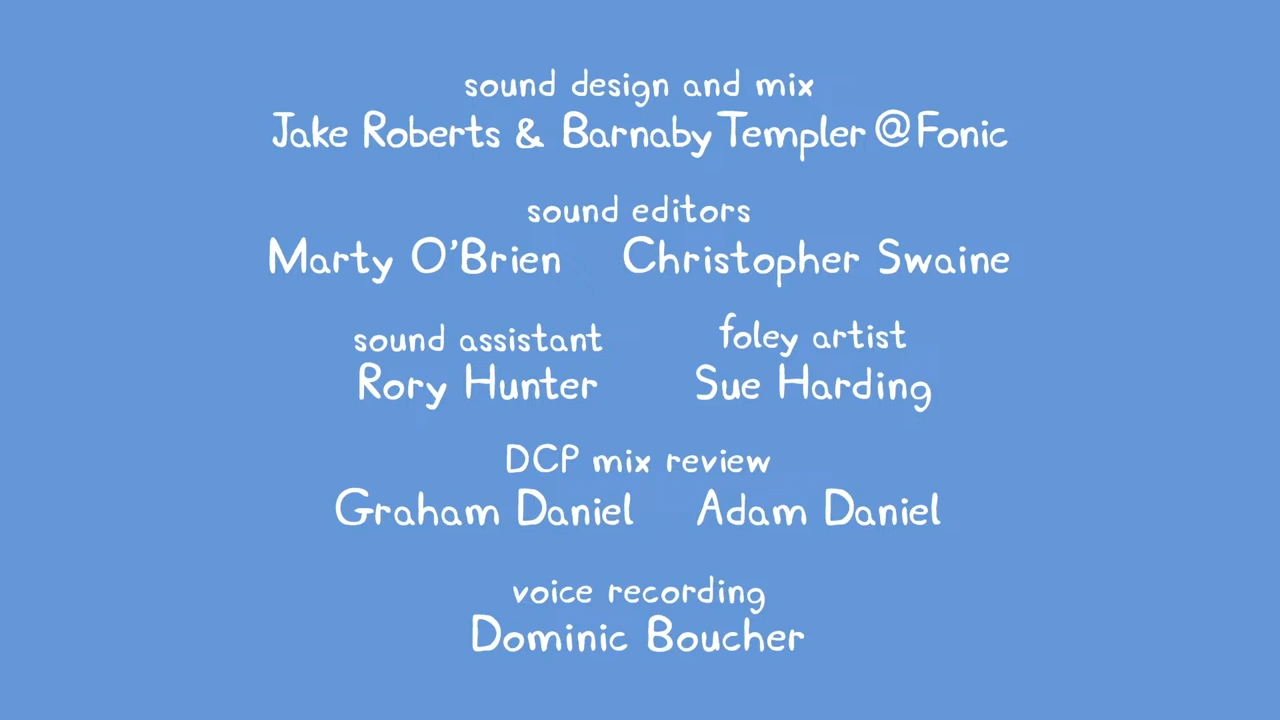 sound design and mix
Jake Roberts & Barnaby Templer @ Fonic
sound editors
Marty O'Brien Christopher Swaine
sound assistant foley artist
Rory Hunter Sue Harding
DCP mix review
Graham Daniel Adam Daniel
voice recording
Dominic Boucher